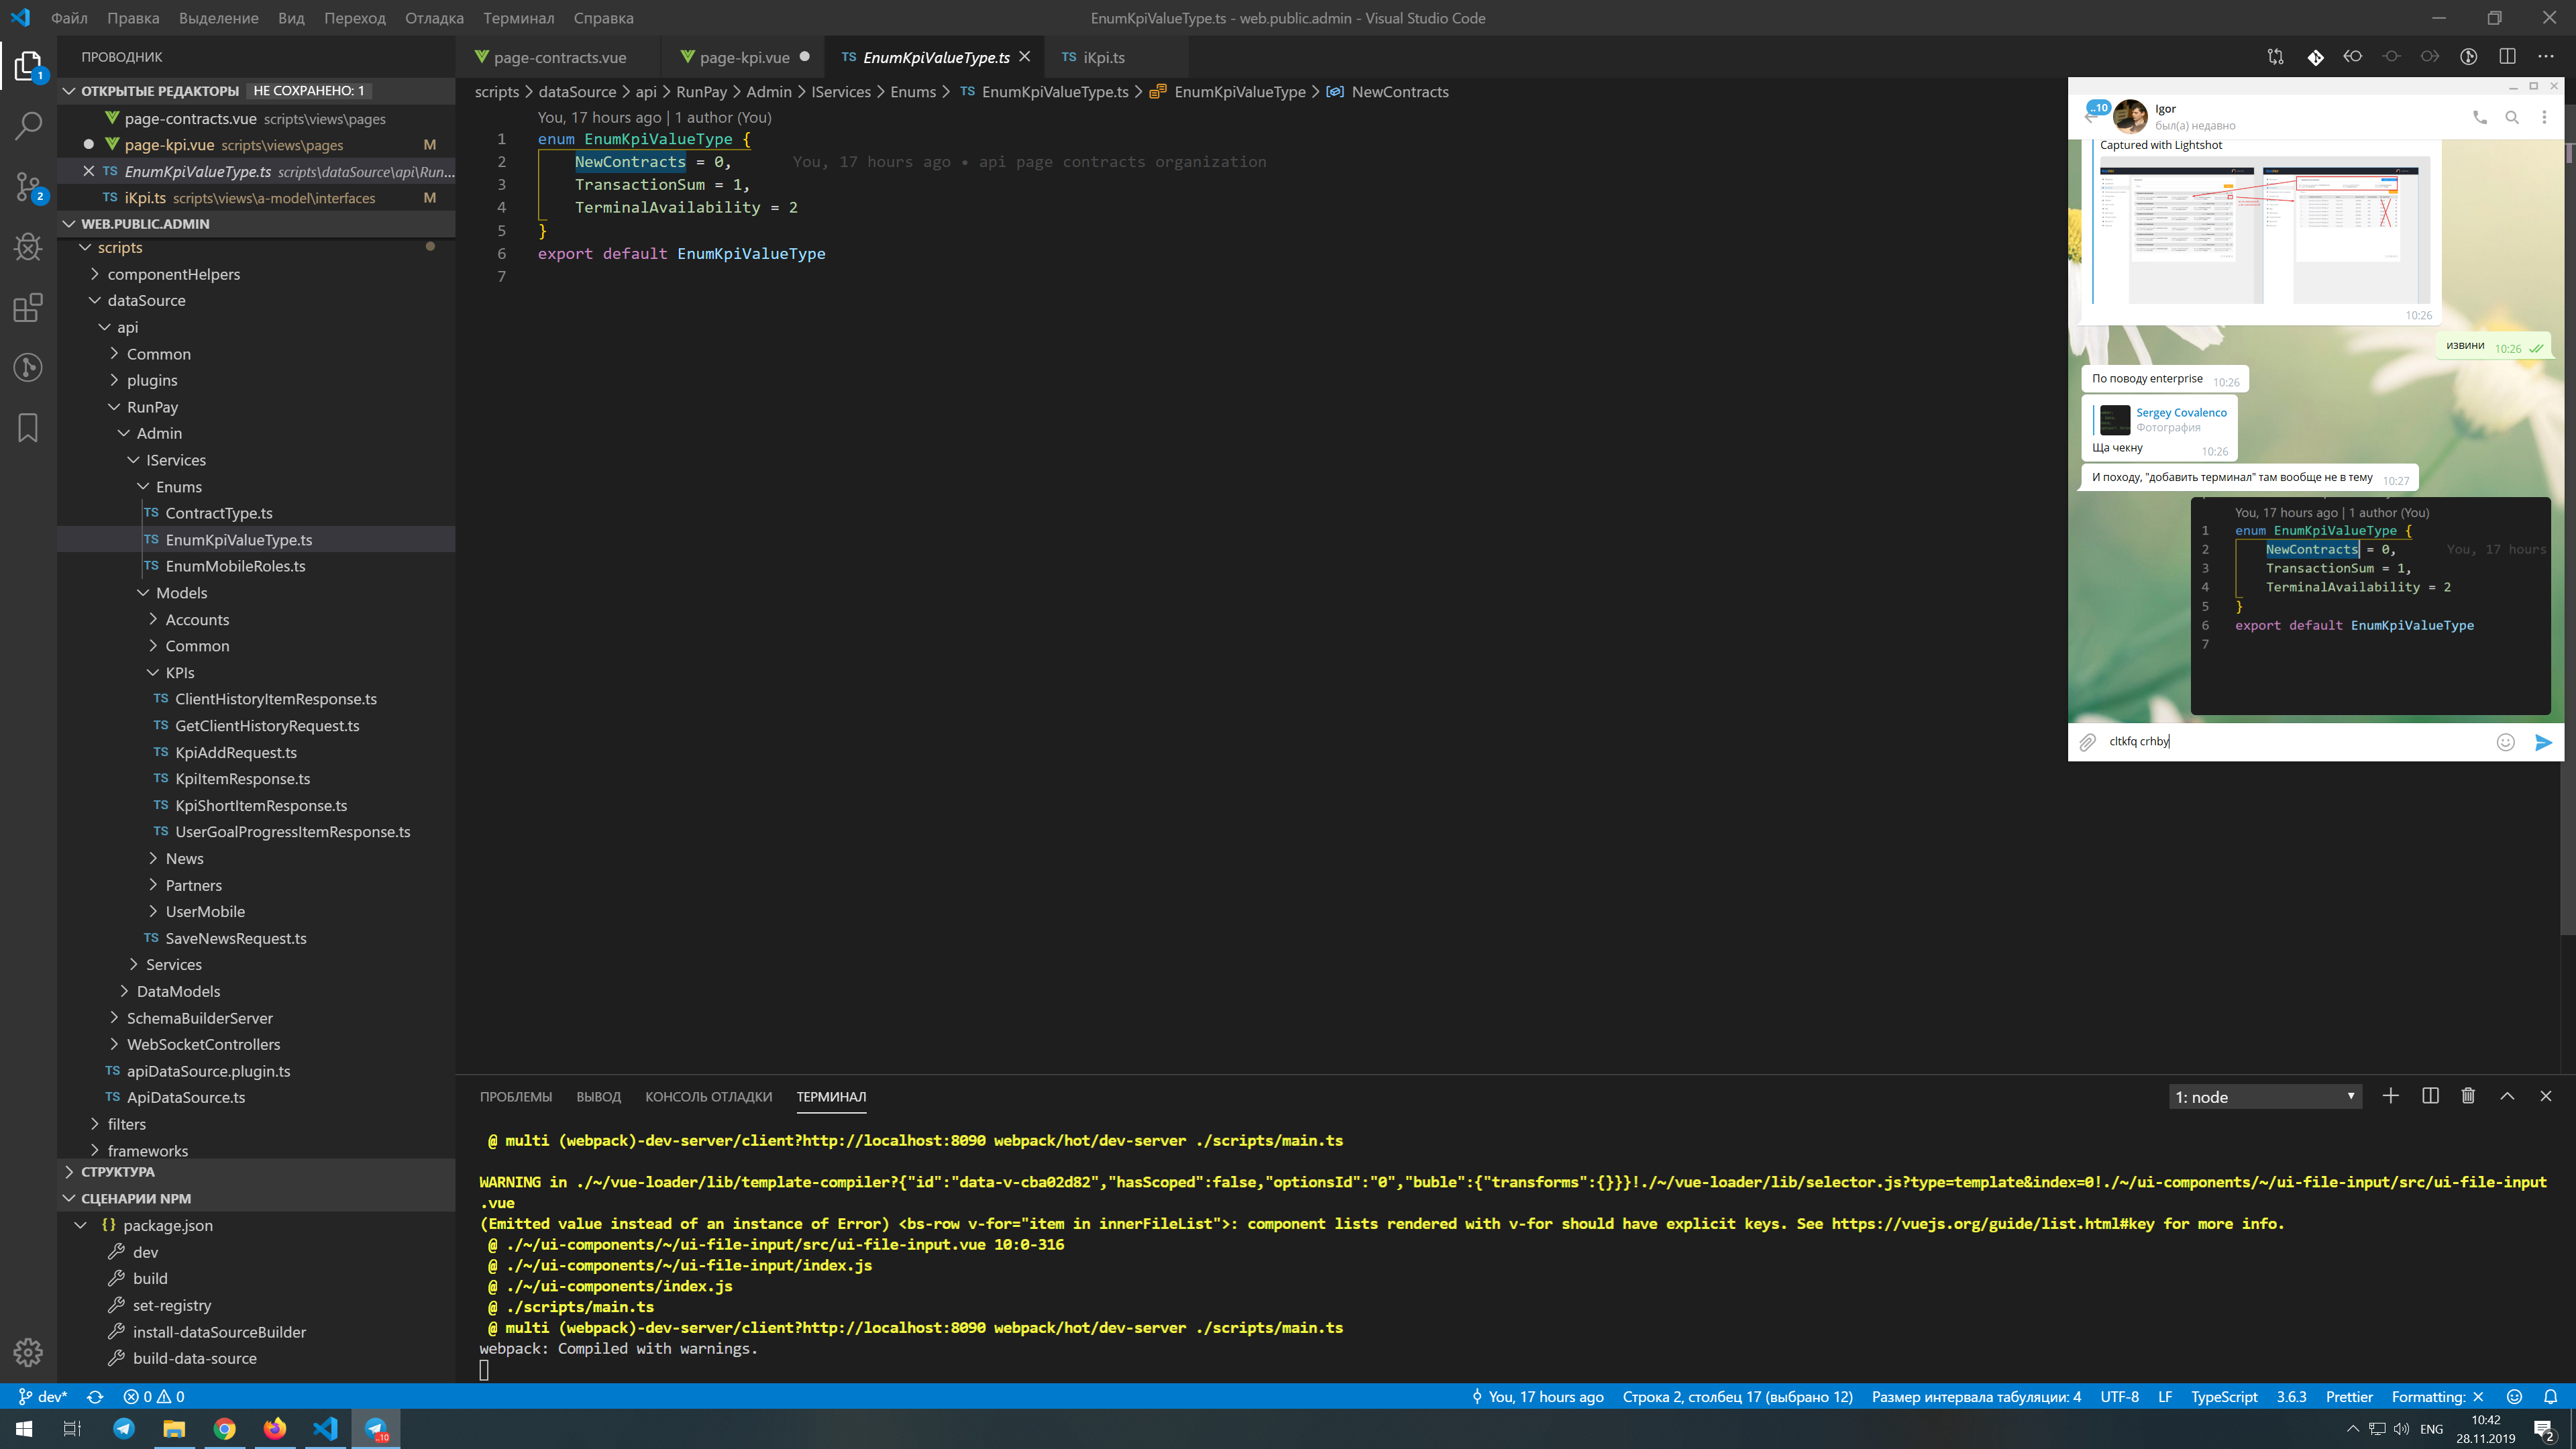 Файл Правка Выделение Вид Переход Отладка Терминал Справка
EnumKpiValueType.ts - web.public.admin - Visual Studio Code
ПРОВОДНИК
page-contracts.vue
page-kpi.vue
TS EnumKpiValueType.ts
TS iKpi.ts
1
ОТКРЫТЫЕ РЕДАКТОРЫ НЕ СОХРАНЕНО: 1
page-contracts.vue scripts\views\pages
page-kpi.vue scripts\views\pages M
TS EnumKpiValueType.ts scripts\dataSource\api\Run...
TS iKpi.ts scripts\views\a-model\interfaces M
2
WEB.PUBLIC.ADMIN
scripts
componentHelpers
dataSource
api
Common
plugins
RunPay
Admin
IServices
Enums
TS ContractType.ts
TS EnumKpiValueType.ts
TS EnumMobileRoles.ts
Models
Accounts
Common
KPIs
TS ClientHistoryItemResponse.ts
TS GetClientHistoryRequest.ts
TS KpiAddRequest.ts
TS KpiItemResponse.ts
TS KpiShortItemResponse.ts
TS UserGoalProgressItemResponse.ts
News
Partners
UserMobile
TS SaveNewsRequest.ts
Services
DataModels
SchemaBuilderServer
WebSocketControllers
TS apiDataSource.plugin.ts
TS ApiDataSource.ts
filters
frameworks
СТРУКТУРА
СЦЕНАРИИ NPM
{} package.json
dev
build
set-registry
install-dataSourceBuilder
build-data-source
scripts > dataSource > api > RunPay > Admin > IServices > Enums > TS EnumKpiValueType.ts > EnumKpiValueType > NewContracts
You, 17 hours ago | 1 author (You)
1 enum EnumKpiValueType {
2 NewContracts = 0, You, 17 hours ago • api page contracts organization
3 TransactionSum = 1,
4 TerminalAvailability = 2
5 }
6 export default EnumKpiValueType
7
..10
Igor
был(а) недавно
Captured with Lightshot
10:26
извини 10:26
По поводу enterprise 10:26
Sergey Covalenco
Фотография
Ща чекну 10:26
И походу, "добавить терминал" там вообще не в тему 10:27
You, 17 hours ago | 1 author (You)
1 enum EnumKpiValueType {
2 NewContracts = 0, You, 17 hours
3 TransactionSum = 1,
4 TerminalAvailability = 2
5 }
6 export default EnumKpiValueType
7
cltkfq crhby
ПРОБЛЕМЫ ВЫВОД КОНСОЛЬ ОТЛАДКИ ТЕРМИНАЛ
1: node
@ multi (webpack)-dev-server/client?http://localhost:8090 webpack/hot/dev-server ./scripts/main.ts
WARNING in ./~/vue-loader/lib/template-compiler?{"id":"data-v-cba02d82","hasScoped":false,"optionsId":"0","buble":{"transforms":{}}}!./~/vue-loader/lib/selector.js?type=template&index=0!./~/ui-components/~/ui-file-input/src/ui-file-input
.vue
(Emitted value instead of an instance of Error) <bs-row v-for="item in innerFileList">: component lists rendered with v-for should have explicit keys. See https://vuejs.org/guide/list.html#key for more info.
@ ./~/ui-components/~/ui-file-input/src/ui-file-input.vue 10:0-316
@ ./~/ui-components/~/ui-file-input/index.js
@ ./~/ui-components/index.js
@ ./scripts/main.ts
@ multi (webpack)-dev-server/client?http://localhost:8090 webpack/hot/dev-server ./scripts/main.ts
webpack: Compiled with warnings.
dev* 0 0
You, 17 hours ago Строка 2, столбец 17 (выбрано 12) Размер интервала табуляции: 4 UTF-8 LF TypeScript 3.6.3 Prettier Formatting: ×
..10
ENG
10:42
28.11.2019
2